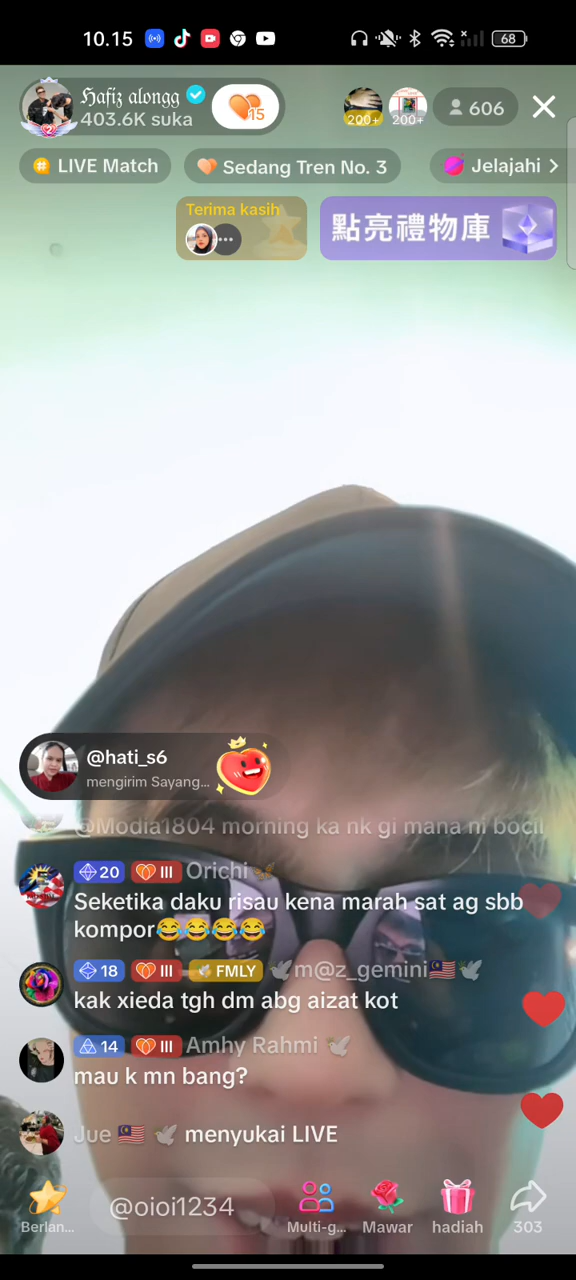 10.15
68
Hafiz alongg
403.6K suka
15
200+
200+
606
LIVE Match
Sedang Tren No. 3
Jelajahi
Terima kasih
點亮禮物庫
@hati_s6
mengirim Sayang...
@Modia1804 morning ka nk gi mana ni bocil
20 III Orichi
Seketika daku risau kena marah sat ag sbb
kompor😂😂😂😂
18 III FMLY 🕊️m@z_gemini🇲🇾🕊️
kak xieda tgh dm abg aizat kot
14 III Amhy Rahmi 🕊️
mau k mn bang?
Jue 🇲🇾 🕊️ menyukai LIVE
@oioi1234
Berlan...
Multi-g...
Mawar
hadiah
303